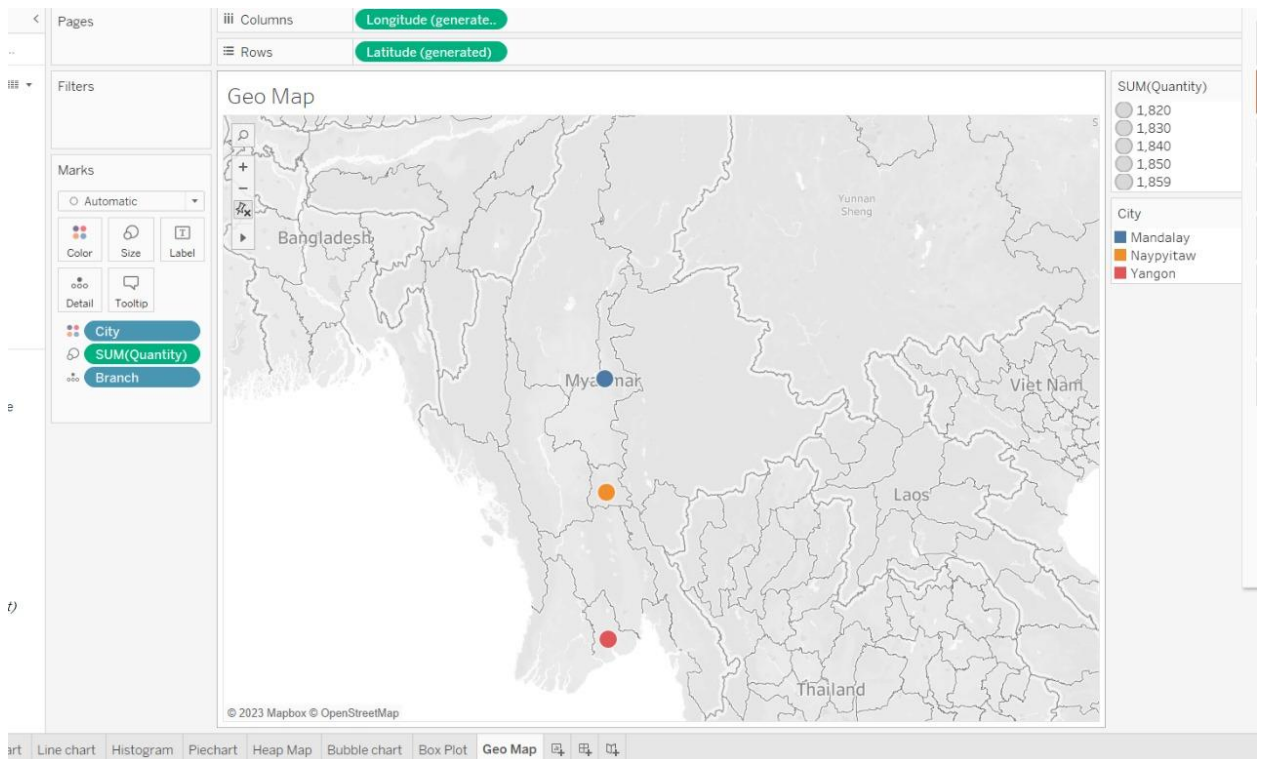 Pages
Columns
Longitude (generate..
Rows
Latitude (generated)
Filters
Marks
Automatic
Color
Size
Label
Detail
Tooltip
City
SUM(Quantity)
Branch
e
t)
Geo Map
Yunnan
Sheng
Bangladesh
Myanmar
Viet Nam
Laos
Thailand
© 2023 Mapbox © OpenStreetMap
SUM(Quantity)
1,820
1,830
1,840
1,850
1,859
City
Mandalay
Naypyitaw
Yangon
art
Line chart
Histogram
Piechart
Heap Map
Bubble chart
Box Plot
Geo Map